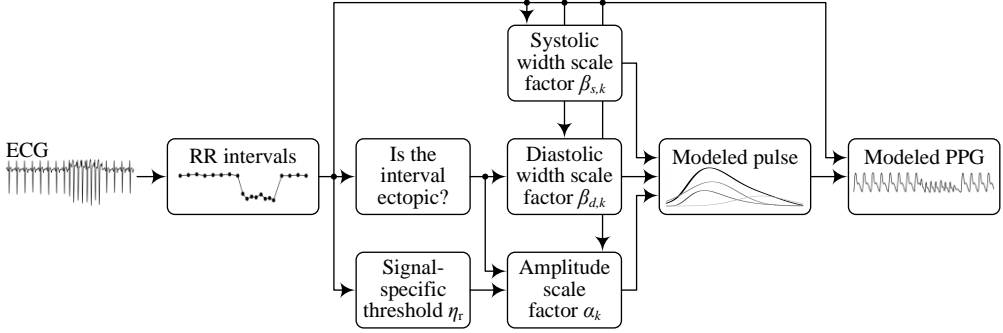 ECG
RR intervals
Is the
interval
ectopic?
Signal-
specific
threshold ηr
Systolic
width scale
factor βs,k
Diastolic
width scale
factor βd,k
Amplitude
scale
factor αk
Modeled pulse
Modeled PPG